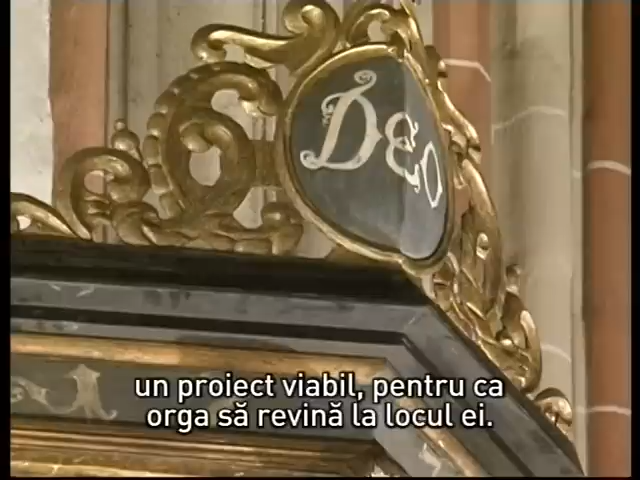 DEO
un proiect viabil, pentru ca
orga să revină la locul ei.